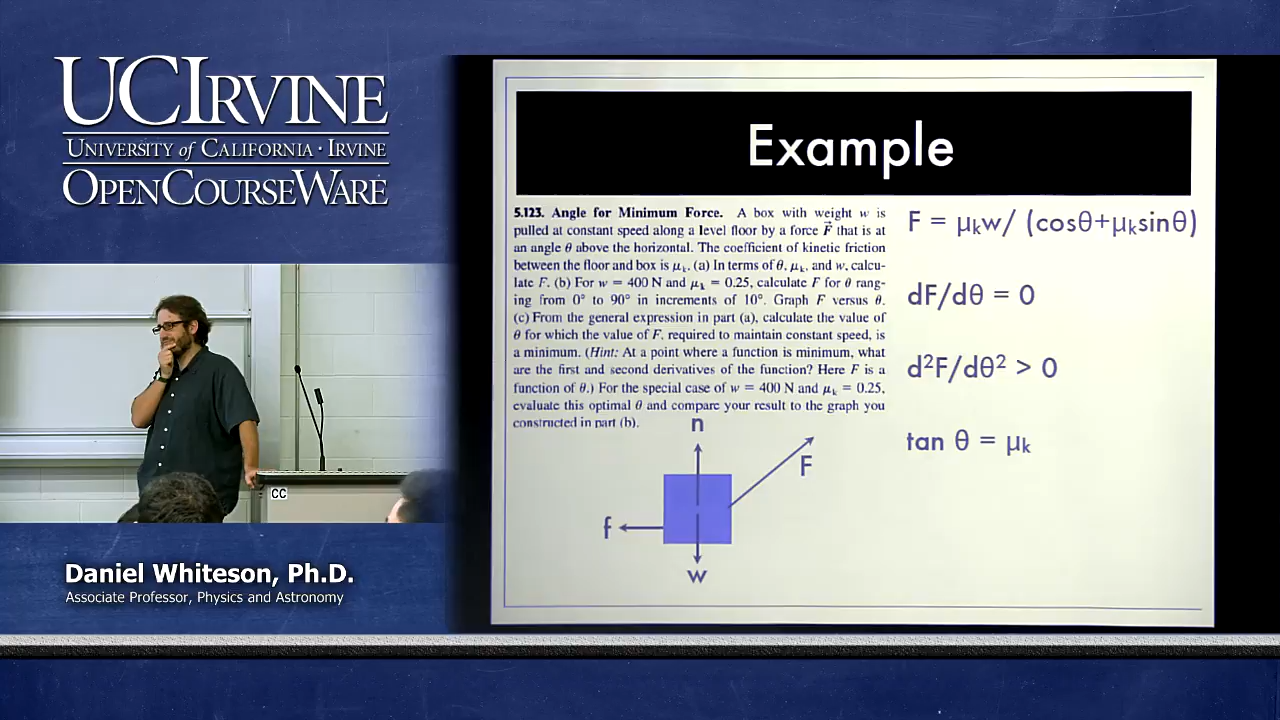 UCIRVINE
UNIVERSITY of CALIFORNIA · IRVINE
OPENCOURSEWARE
Example
5.123. Angle for Minimum Force. A box with weight w is
pulled at constant speed along a level floor by a force F⃗ that is at
an angle θ above the horizontal. The coefficient of kinetic friction
between the floor and box is μk. (a) In terms of θ, μk, and w, calcu-
late F. (b) For w = 400 N and μk = 0.25, calculate F for θ rang-
ing from 0° to 90° in increments of 10°. Graph F versus θ.
(c) From the general expression in part (a), calculate the value of
θ for which the value of F, required to maintain constant speed, is
a minimum. (Hint: At a point where a function is minimum, what
are the first and second derivatives of the function? Here F is a
function of θ.) For the special case of w = 400 N and μk = 0.25,
evaluate this optimal θ and compare your result to the graph you
constructed in part (b).
F = μkw/ (cosθ+μksinθ)
dF/dθ = 0
d²F/dθ² > 0
tan θ = μk
n
F
f
w
CC
Daniel Whiteson, Ph.D.
Associate Professor, Physics and Astronomy